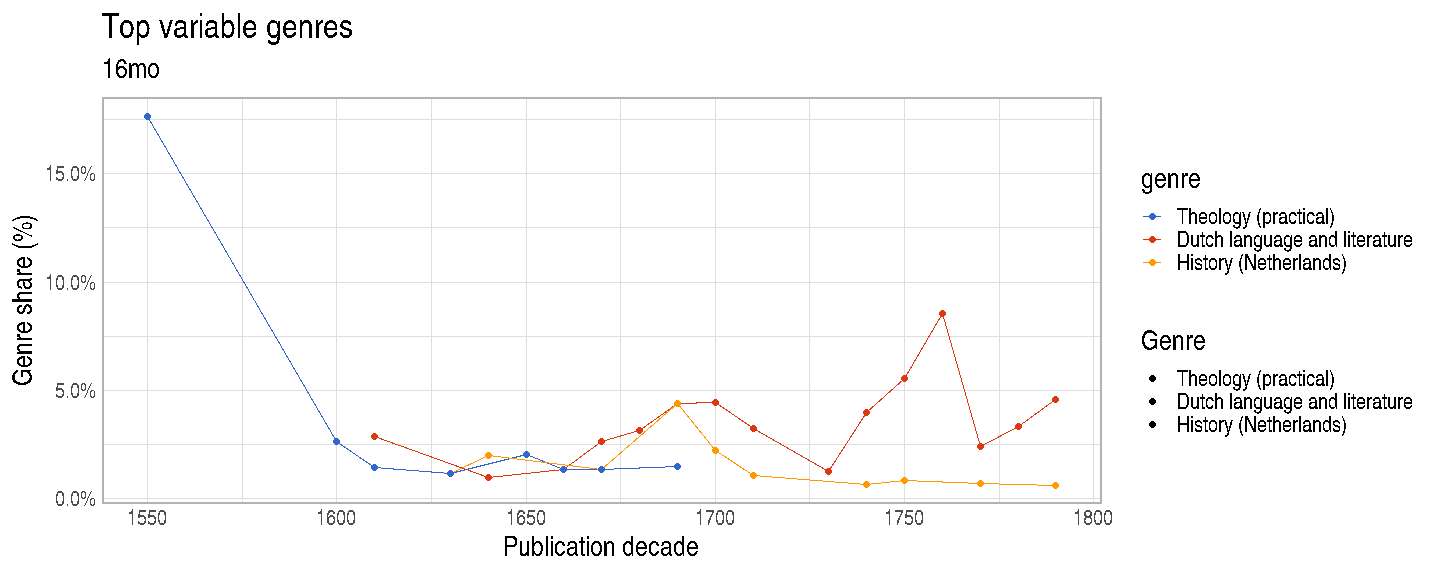 Top variable genres
16mo
Genre share (%)
15.0%
10.0%
5.0%
0.0%
1550
1600
1650
1700
1750
1800
Publication decade
genre
Theology (practical)
Dutch language and literature
History (Netherlands)
Genre
Theology (practical)
Dutch language and literature
History (Netherlands)